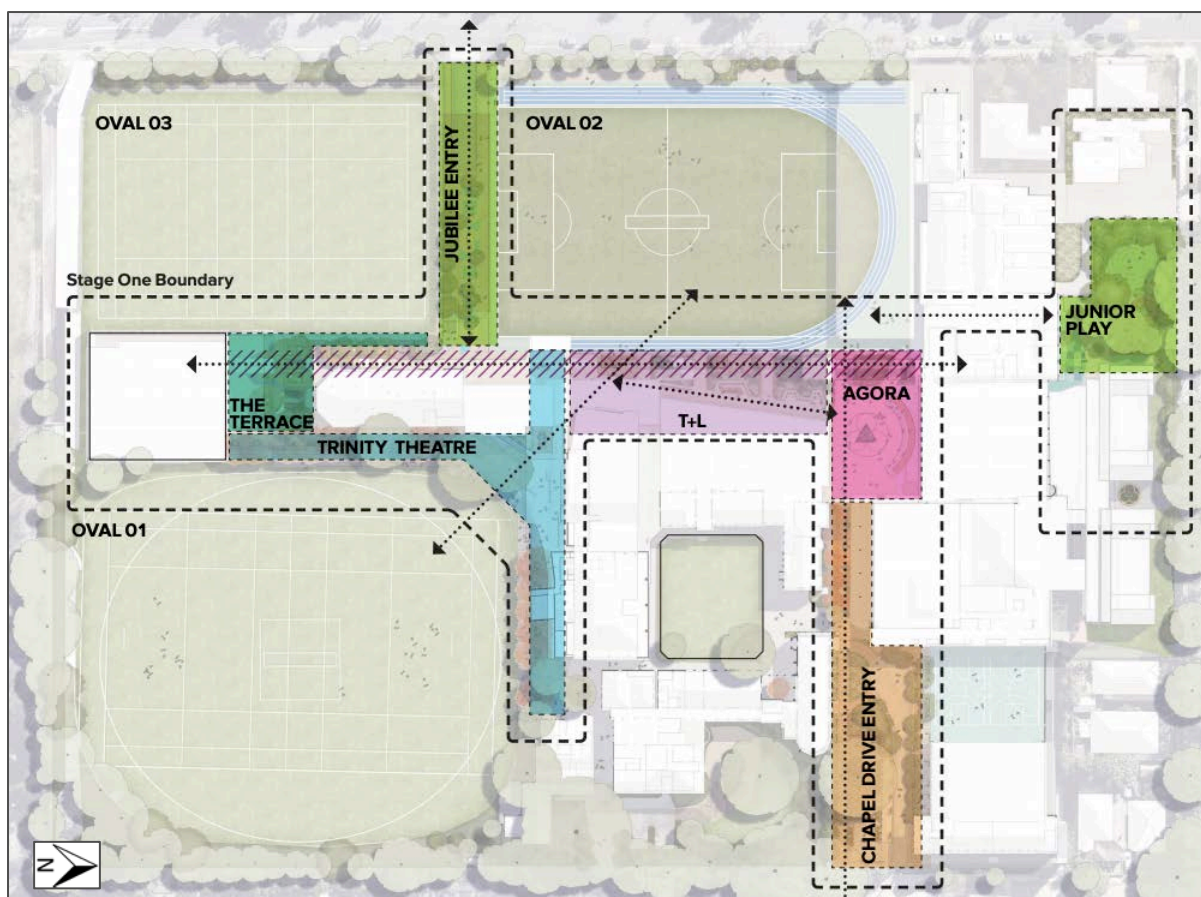 OVAL 03
JUBILEE ENTRY
OVAL 02
Stage One Boundary
JUNIOR
PLAY
THE
TERRACE
AGORA
T+L
TRINITY THEATRE
OVAL 01
CHAPEL DRIVE ENTRY
N